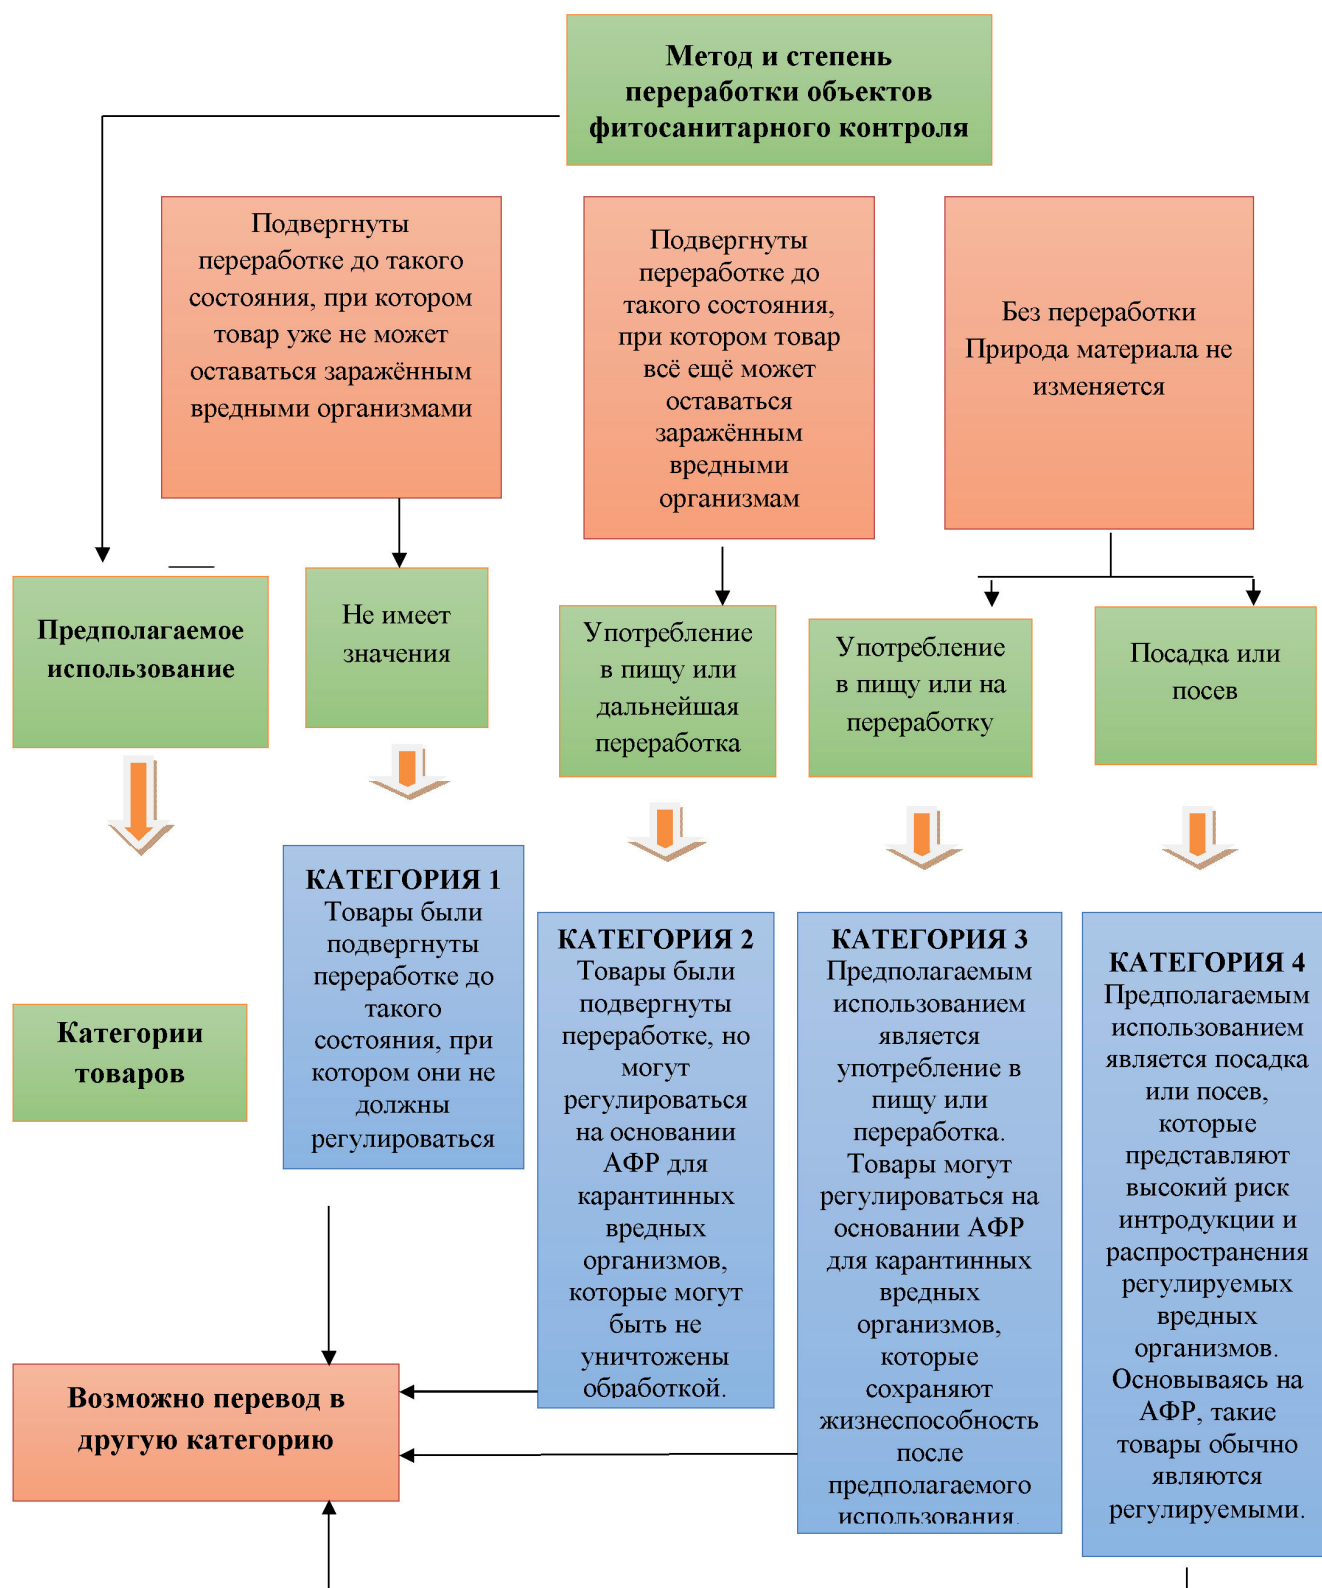 Метод и степень
переработки объектов
фитосанитарного контроля
Подвергнуты
переработке до такого
состояния, при котором
товар уже не может
оставаться заражённым
вредными организмами
Подвергнуты
переработке до
такого состояния,
при котором товар
всё ещё может
оставаться
заражённым
вредными
организмам
Без переработки
Природа материала не
изменяется
Предполагаемое
использование
Не имеет
значения
Употребление
в пищу или
дальнейшая
переработка
Употребление
в пищу или на
переработку
Посадка или
посев
Категории
товаров
КАТЕГОРИЯ 1
Товары были
подвергнуты
переработке до
такого
состояния, при
котором они не
должны
регулироваться
КАТЕГОРИЯ 2
Товары были
подвергнуты
переработке, но
могут
регулироваться
на основании
АФР для
карантинных
вредных
организмов,
которые могут
быть не
уничтожены
обработкой.
КАТЕГОРИЯ 3
Предполагаемым
использованием
является
употребление в
пищу или
переработка.
Товары могут
регулироваться на
основании АФР
для карантинных
вредных
организмов,
которые
сохраняют
жизнеспособность
после
предполагаемого
использования.
КАТЕГОРИЯ 4
Предполагаемым
использованием
является посадка
или посев,
которые
представляют
высокий риск
интродукции и
распространения
регулируемых
вредных
организмов.
Основываясь на
АФР, такие
товары обычно
являются
регулируемыми.
Возможно перевод в
другую категорию